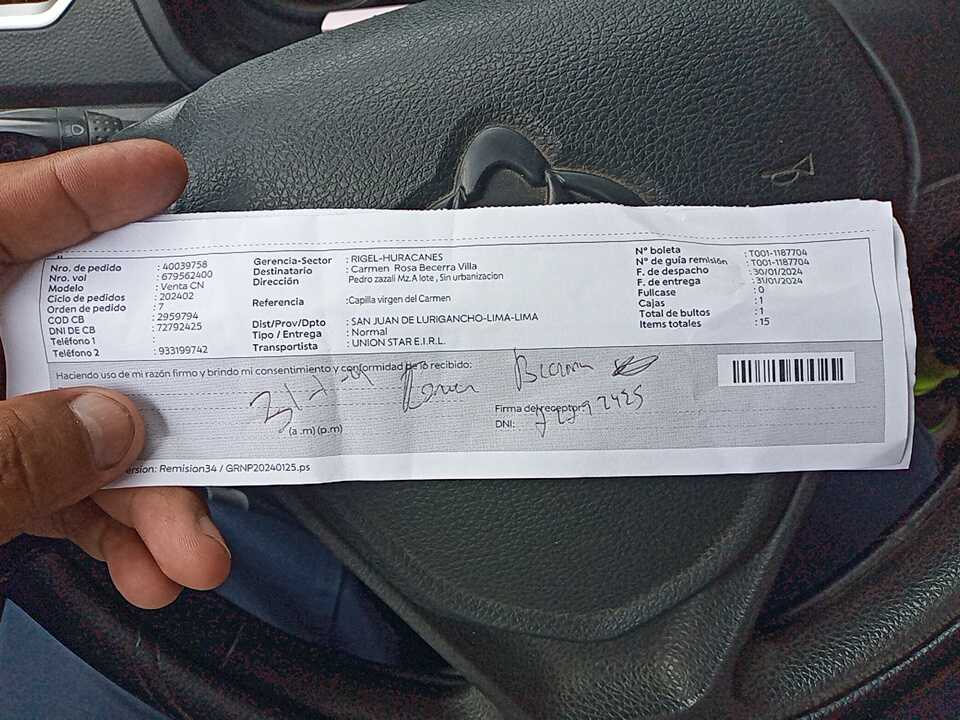 Nro. de pedido : 40039758
Nro. vol : 679562400
Modelo : Venta CN
Ciclo de pedidos : 202402
Orden de pedido : 7
COD CB : 2959794
DNI DE CB : 72792425
Teléfono 1 :
Teléfono 2 : 933199742
Gerencia-Sector : RIGEL-HURACANES
Destinatario : Carmen Rosa Becerra Villa
Dirección Pedro zazali Mz.A lote , Sin urbanizacion
Referencia :Capilla virgen del Carmen
Dist/Prov/Dpto : SAN JUAN DE LURIGANCHO-LIMA-LIMA
Tipo / Entrega : Normal
Transportista : UNION STAR E.I.R.L.
N° boleta : T001-1187704
N° de guía remisión : T001-1187704
F. de despacho : 30/01/2024
F. de entrega : 31/01/2024
Fullcase : 0
Cajas : 1
Total de bultos : 1
Items totales : 15
Haciendo uso de mi razón firmo y brindo mi consentimiento y conformidad de lo recibido:
Becerra
Firma del receptor:
(a .m) (p.m)
DNI: 72792425
ersion: Remision34 / GRNP20240125.ps